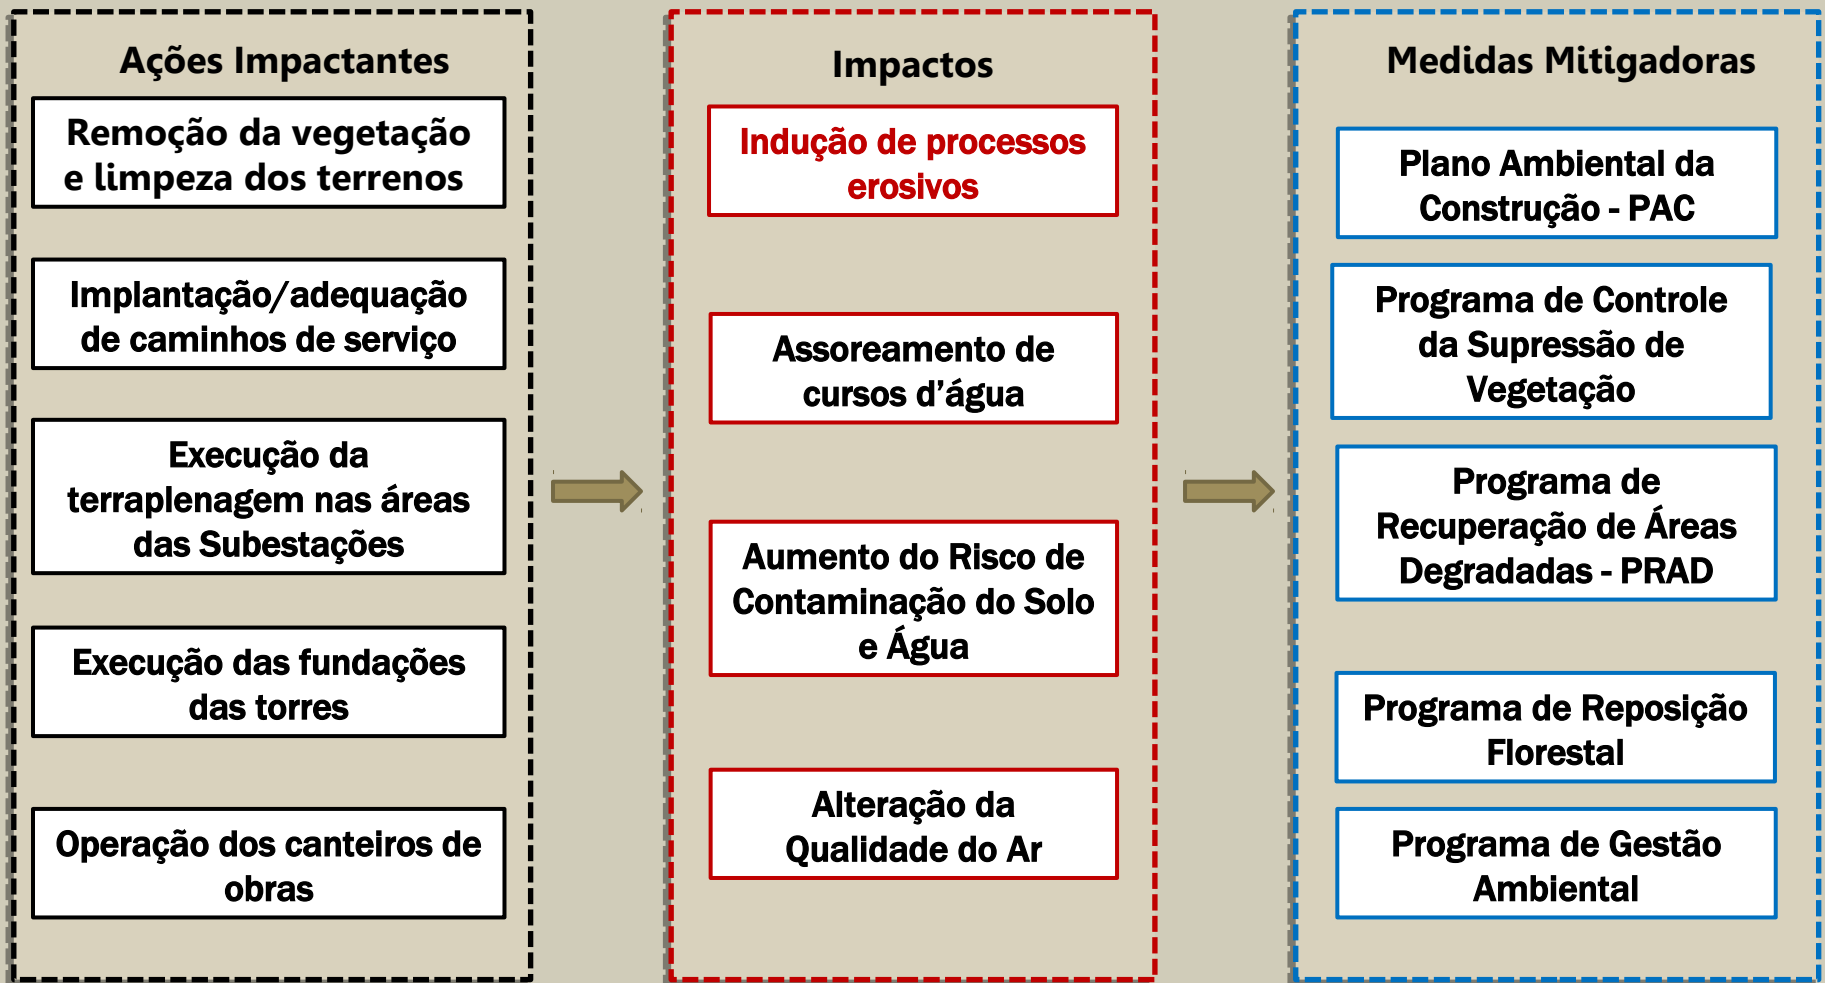 Ações Impactantes
Remoção da vegetação
e limpeza dos terrenos
Implantação/adequação
de caminhos de serviço
Execução da
terraplenagem nas áreas
das Subestações
Execução das fundações
das torres
Operação dos canteiros de
obras
Impactos
Indução de processos
erosivos
Assoreamento de
cursos d’água
Aumento do Risco de
Contaminação do Solo
e Água
Alteração da
Qualidade do Ar
Medidas Mitigadoras
Plano Ambiental da
Construção - PAC
Programa de Controle
da Supressão de
Vegetação
Programa de
Recuperação de Áreas
Degradadas - PRAD
Programa de Reposição
Florestal
Programa de Gestão
Ambiental